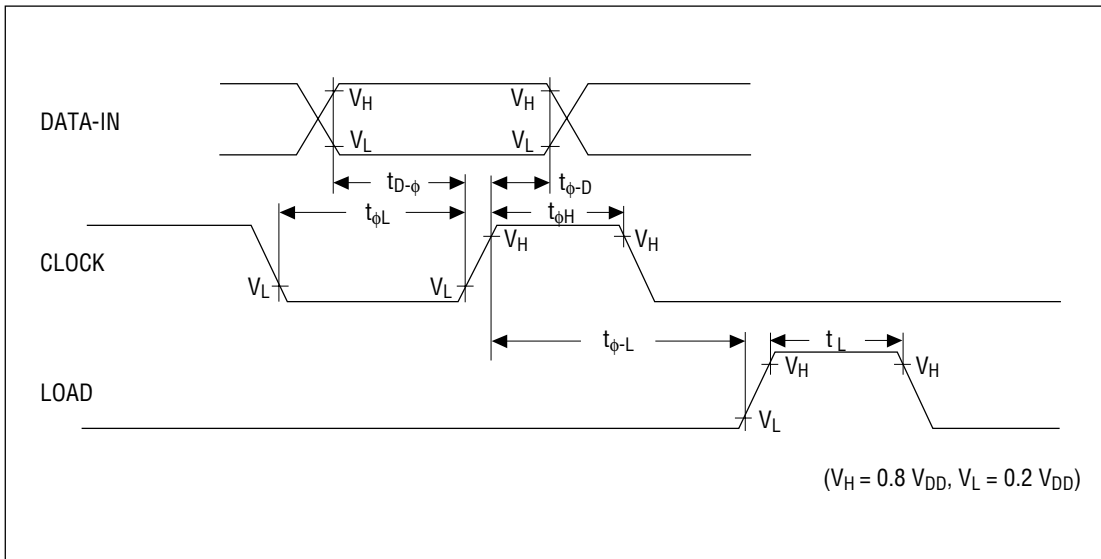 DATA-IN
V_H V_H
V_L V_L
t_D-ϕ t_ϕ-D
t_ϕL t_ϕH
CLOCK
V_H V_H
V_L V_L
t_ϕ-L t_L
LOAD
V_H V_H
V_L
(V_H = 0.8 V_DD, V_L = 0.2 V_DD)